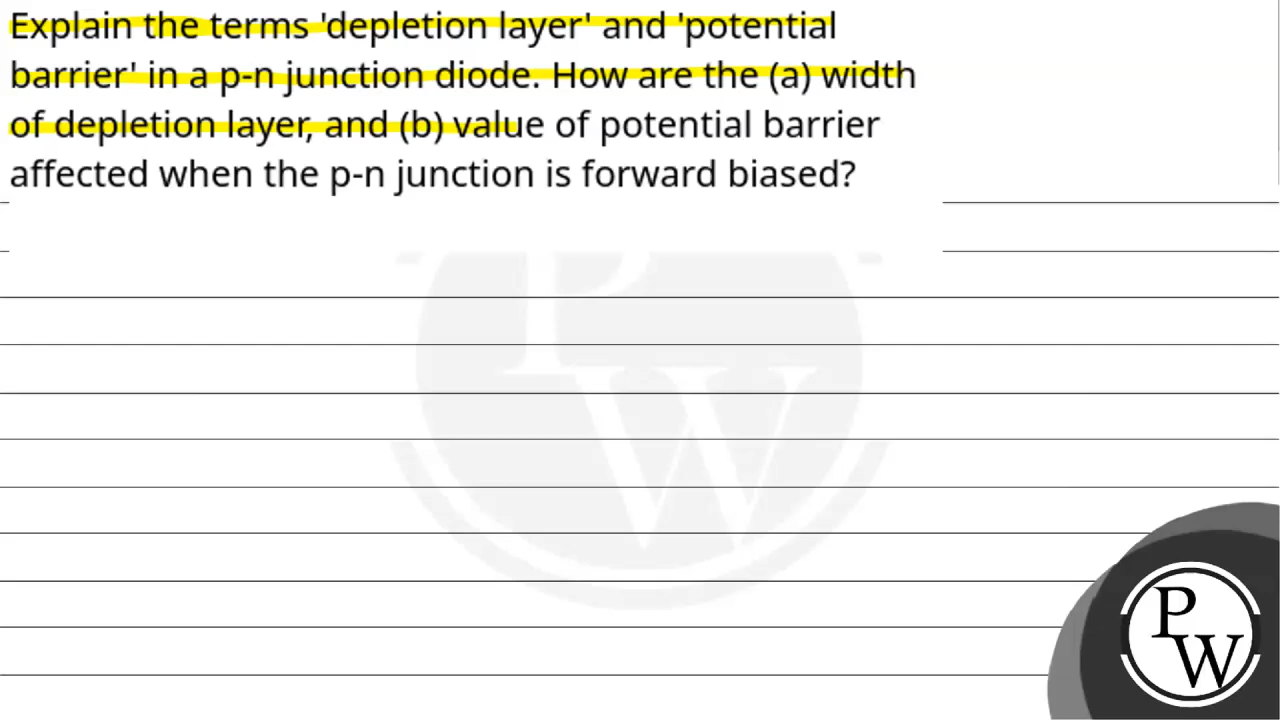 Explain the terms 'depletion layer' and 'potential
barrier' in a p-n junction diode. How are the (a) width
of depletion layer, and (b) value of potential barrier
affected when the p-n junction is forward biased?
P
W
P
W